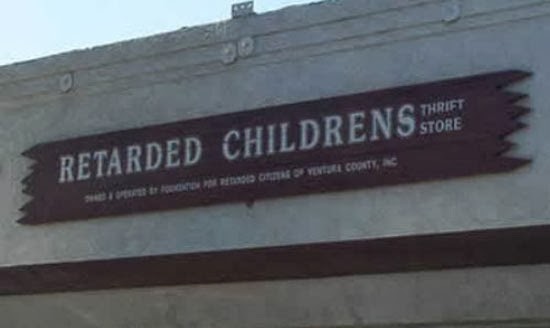 RETARDED CHILDRENS THRIFT STORE
OWNED & OPERATED BY FOUNDATION FOR RETARDED CITIZENS OF VENTURA COUNTY, INC